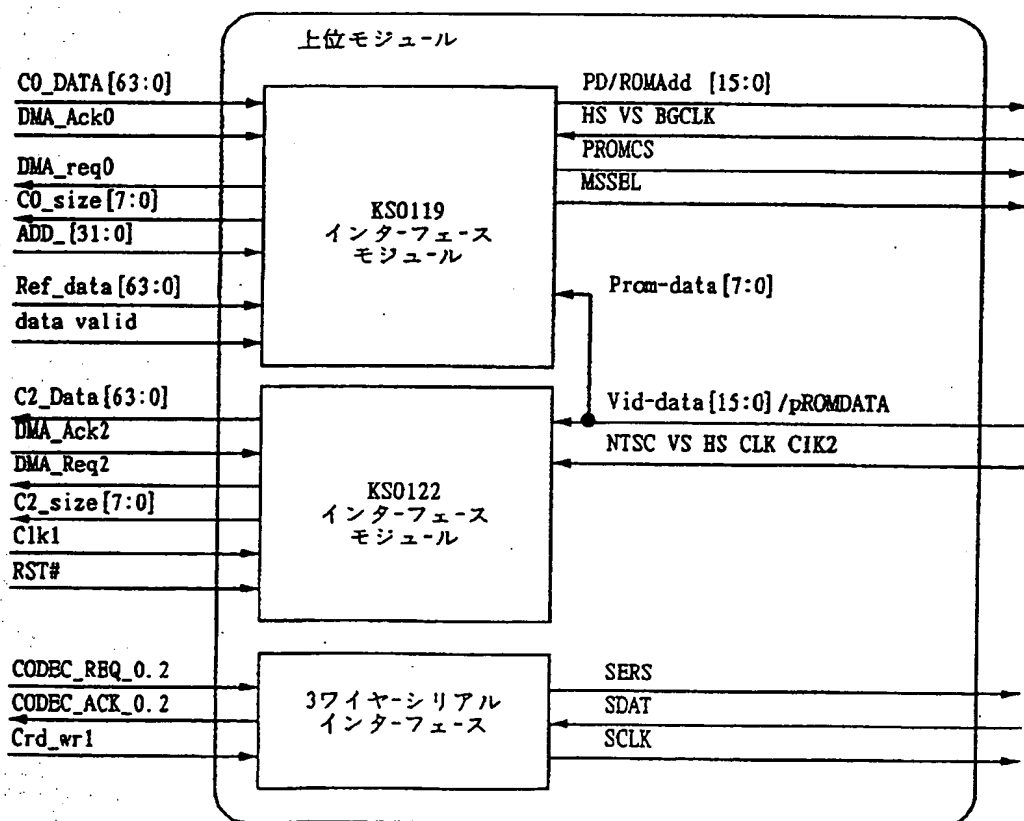 上位モジュール
C0_DATA[63:0]
DMA_Ack0
DMA_req0
C0_size[7:0]
ADD_[31:0]
Ref_data[63:0]
data valid
KS0119
インターフェース
モジュール
PD/ROMAdd [15:0]
HS VS BGCLK
PROMCS
MSSEL
Prom-data[7:0]
C2_Data[63:0]
DMA_Ack2
DMA_Req2
C2_size[7:0]
Clk1
RST#
KS0122
インターフェース
モジュール
Vid-data[15:0]/pROMDATA
NTSC VS HS CLK ClK2
CODEC_REQ_0.2
CODEC_ACK_0.2
Crd_wr1
3ワイヤーシリアル
インターフェース
SERS
SDAT
SCLK